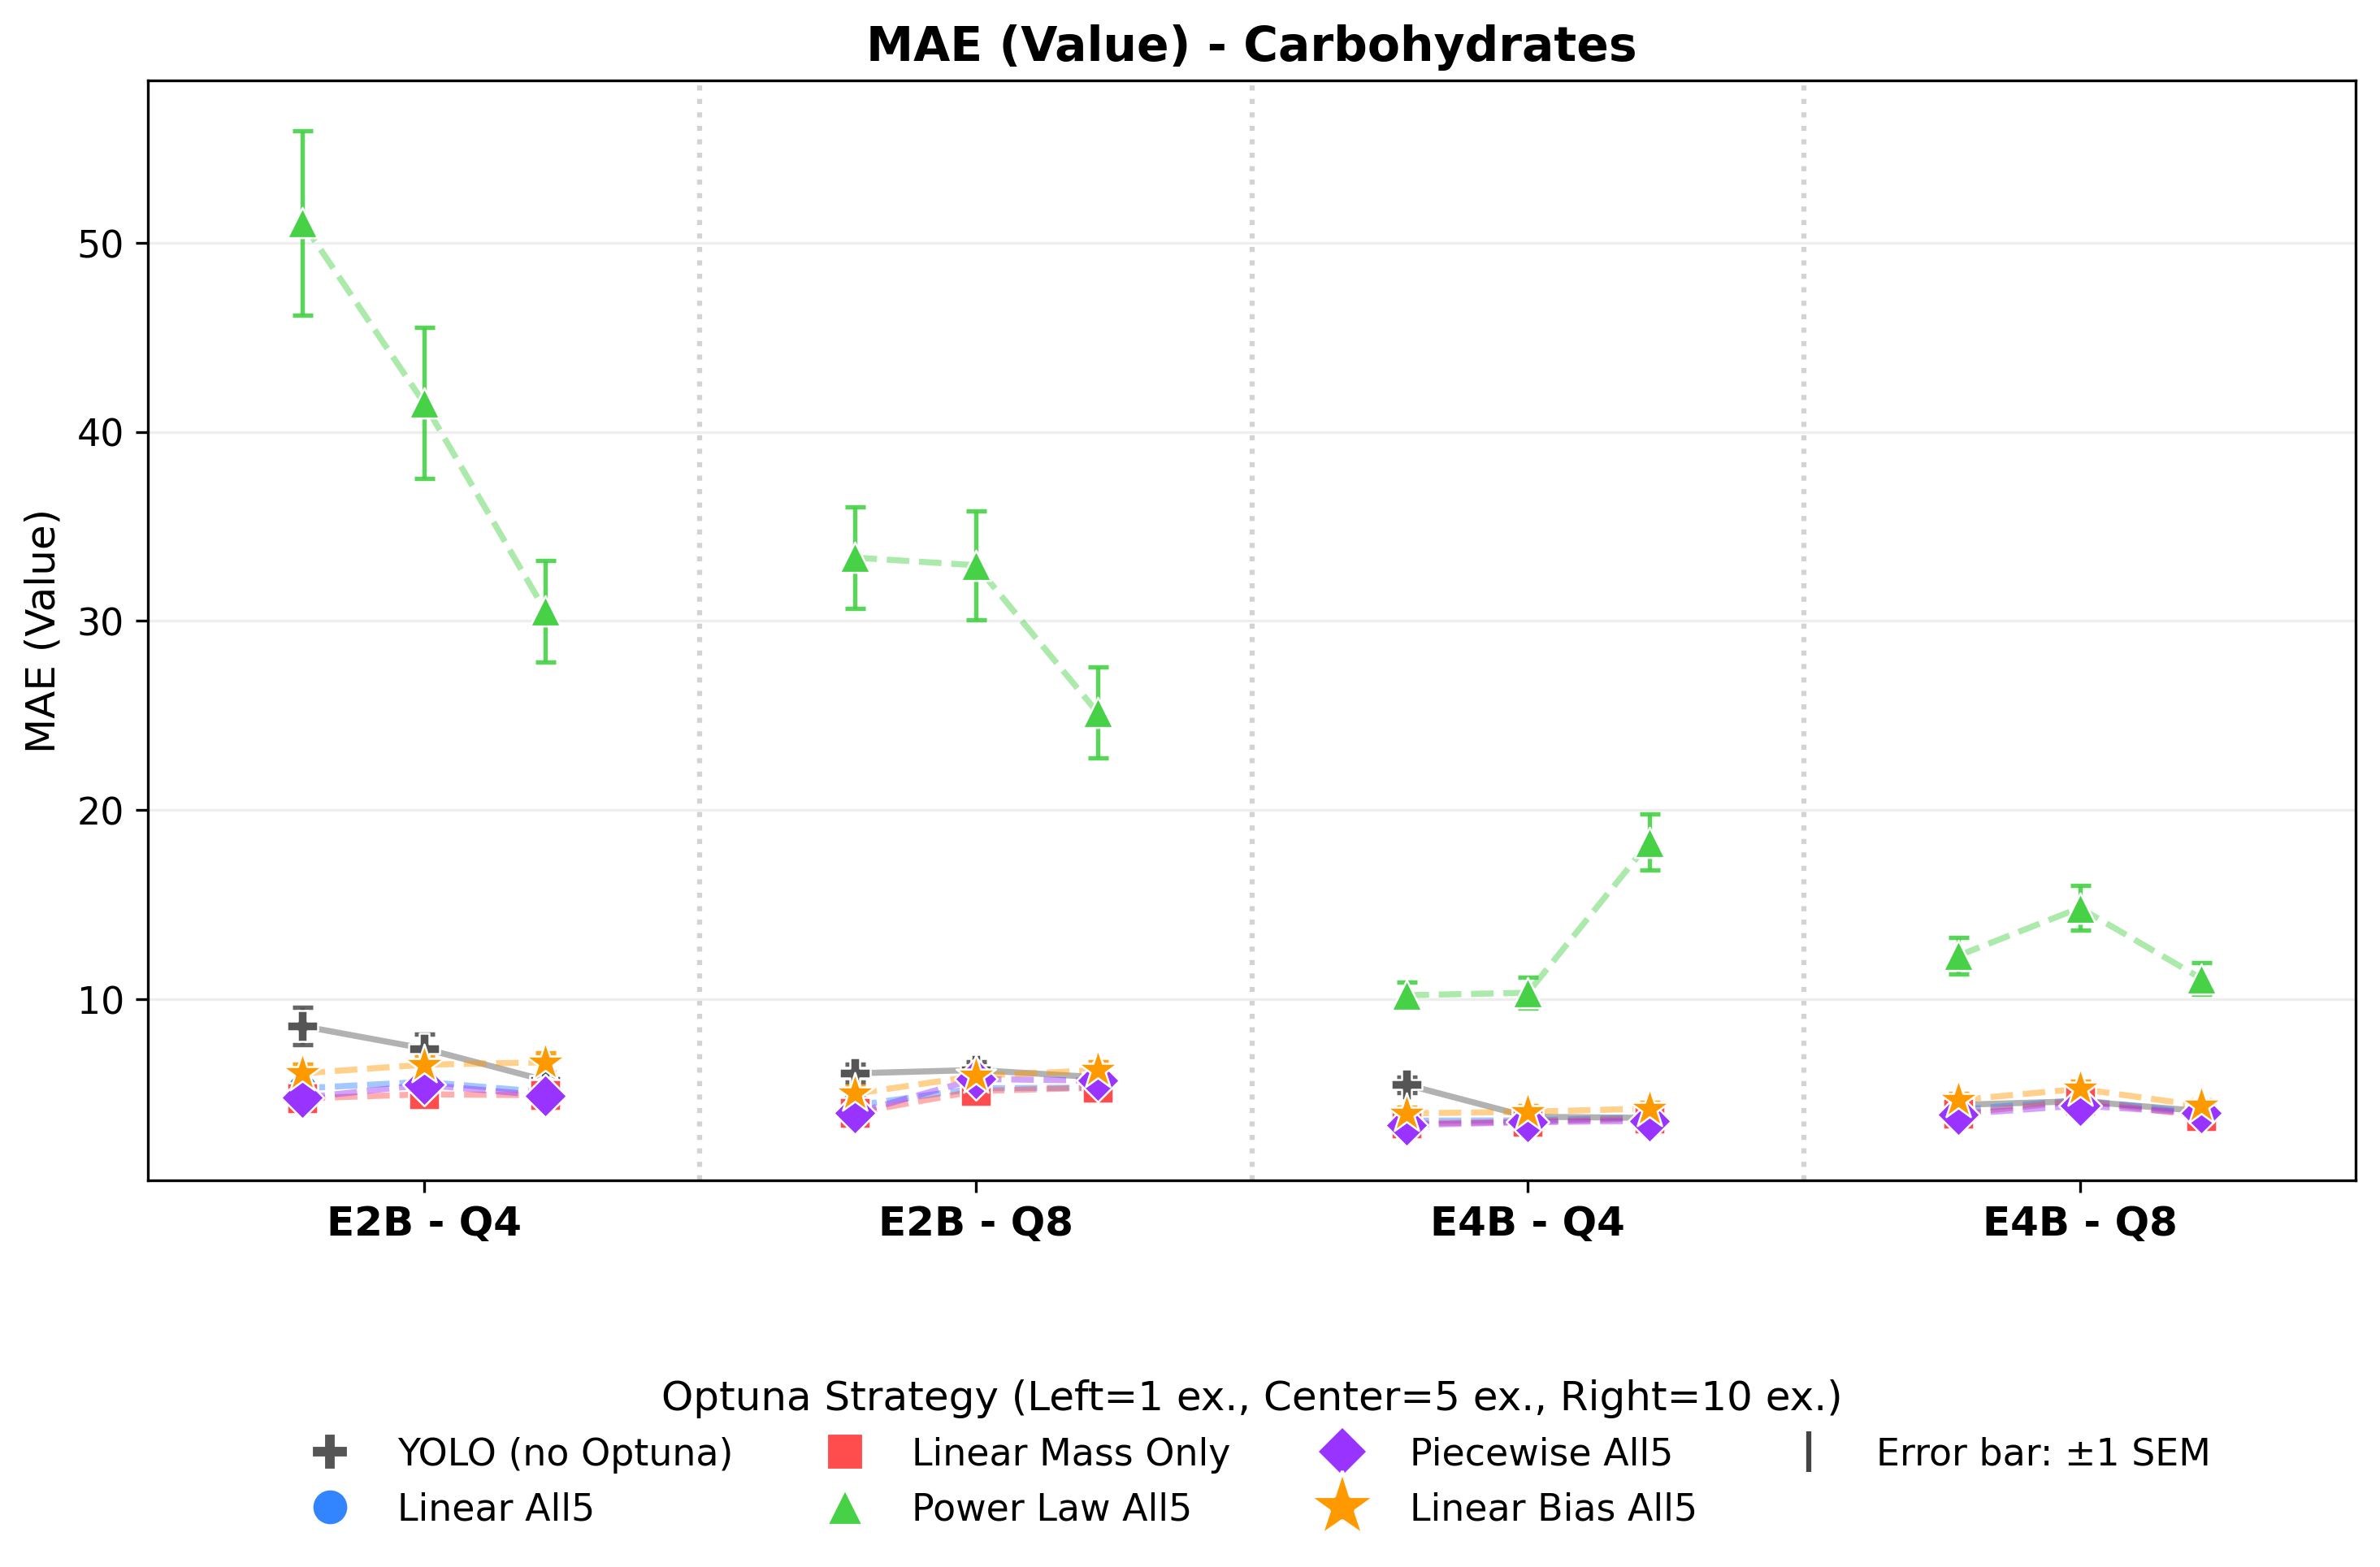 MAE (Value) - Carbohydrates
MAE (Value)
50
40
30
20
10
E2B - Q4
E2B - Q8
E4B - Q4
E4B - Q8
Optuna Strategy (Left=1 ex., Center=5 ex., Right=10 ex.)
YOLO (no Optuna)
Linear All5
Linear Mass Only
Power Law All5
Piecewise All5
Linear Bias All5
Error bar: ±1 SEM